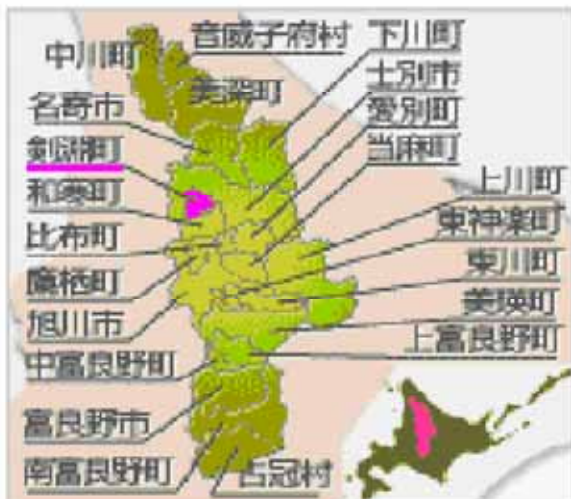 中川町
音威子府村
下川町
美深町
士別市
名寄市
愛別町
剣淵町
当麻町
和寒町
上川町
比布町
東神楽町
鷹栖町
東川町
旭川市
美瑛町
中富良野町
上富良野町
富良野市
南富良野町
占冠村